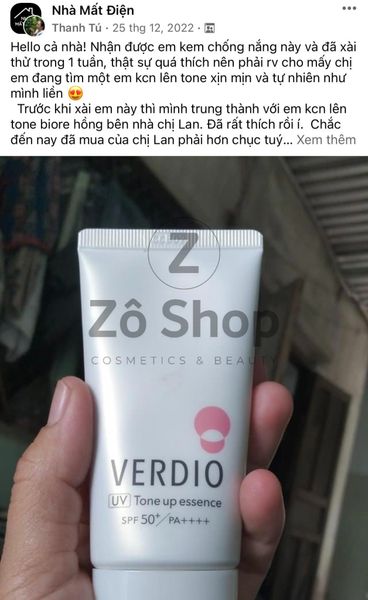 Nhà Mất Điện
Thanh Tú · 25 thg 12, 2022 ·
Hello cả nhà! Nhận được em kem chống nắng này và đã xài
thử trong 1 tuần, thật sự quá thích nên phải rv cho mấy chị
em đang tìm một em kcn lên tone xịn mịn và tự nhiên như
mình liền 😍
Trước khi xài em này thì mình trung thành với em kcn lên
tone biore hồng bên nhà chị Lan. Đã rất thích rồi í. Chắc
đến nay đã mua của chị Lan phải hơn chục tuý... Xem thêm
Z
Zô Shop
COSMETICS & BEAUTY
VERDIO
UV Tone up essence
SPF 50+/PA++++